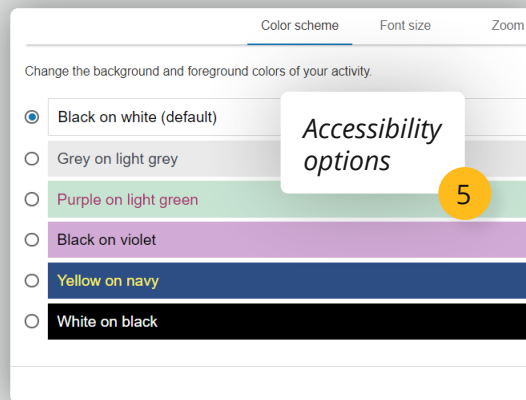 Color scheme Font size Zoom
Change the background and foreground colors of your activity.
Black on white (default)
Accessibility
options
Grey on light grey
Purple on light green
5
Black on violet
Yellow on navy
White on black